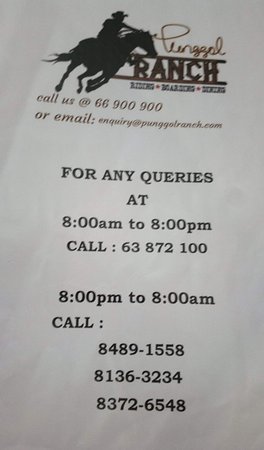 Punggol
RANCH
RIDING ★ BOARDING ★ DINING
call us @ 66 900 900
or email: enquiry@punggolranch.com
FOR ANY QUERIES
AT
8:00am to 8:00pm
CALL : 63 872 100
8:00pm to 8:00am
CALL :
8489-1558
8136-3234
8372-6548